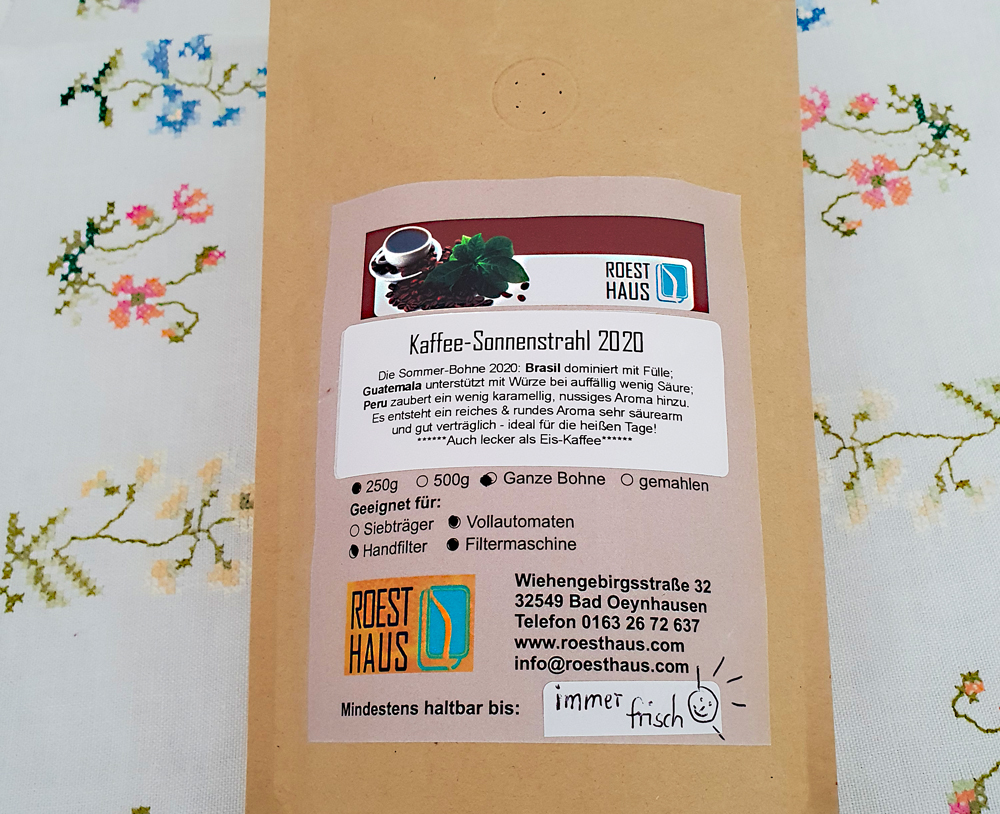 ROEST
HAUS
Kaffee-Sonnenstrahl 2020
Die Sommer-Bohne 2020: Brasil dominiert mit Fülle;
Guatemala unterstützt mit Würze bei auffällig wenig Säure;
Peru zaubert ein wenig karamellig, nussiges Aroma hinzu.
Es entsteht ein reiches & rundes Aroma sehr säurearm
und gut verträglich - ideal für die heißen Tage!
******Auch lecker als Eis-Kaffee******
250g 500g Ganze Bohne gemahlen
Geeignet für:
Siebträger Vollautomaten
Handfilter Filtermaschine
ROEST
HAUS
Wiehengebirgsstraße 32
32549 Bad Oeynhausen
Telefon 0163 26 72 637
www.roesthaus.com
info@roesthaus.com
Mindestens haltbar bis: immer frisch